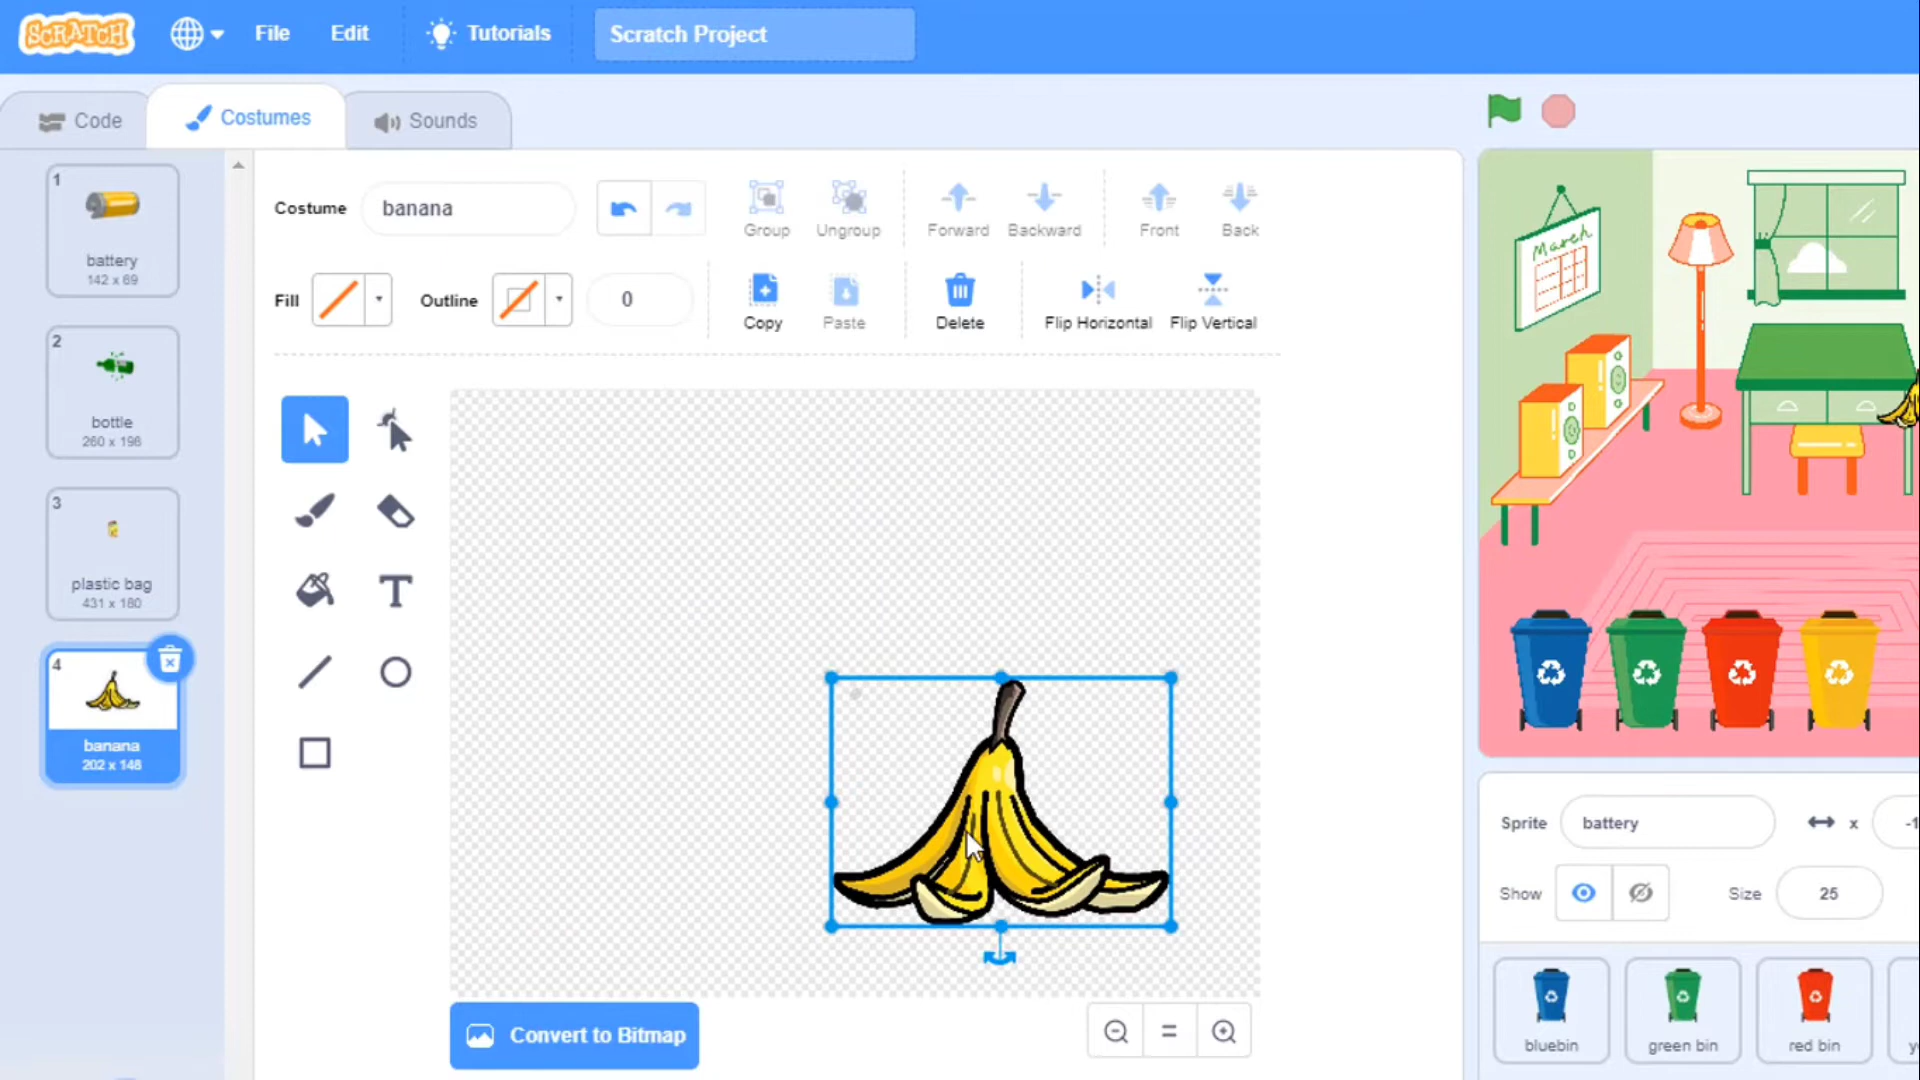 SCRATCH File Edit Tutorials Scratch Project
Code Costumes Sounds
1
battery
142 x 69
2
bottle
260 x 196
3
plastic bag
431 x 180
4
banana
202 x 148
Costume banana Group Ungroup Forward Backward Front Back
Fill Outline 0 Copy Paste Delete Flip Horizontal Flip Vertical
T
Convert to Bitmap
March
Sprite battery x -1
Show Size 25
bluebin green bin red bin